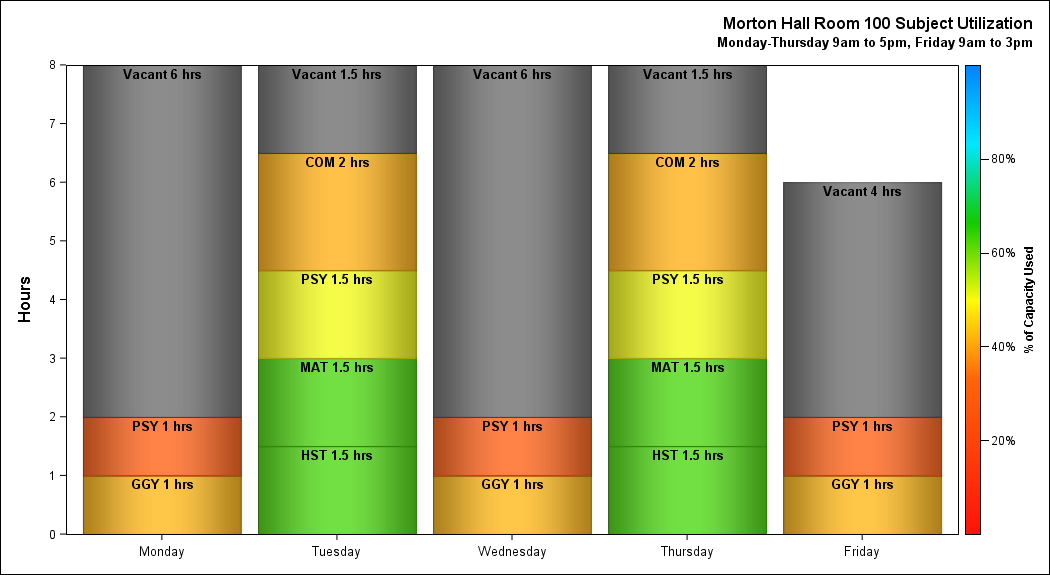 Morton Hall Room 100 Subject Utilization
Monday-Thursday 9am to 5pm, Friday 9am to 3pm
Hours
8
7
6
5
4
3
2
1
0
Vacant 6 hrs
PSY 1 hrs
GGY 1 hrs
Monday
Vacant 1.5 hrs
COM 2 hrs
PSY 1.5 hrs
MAT 1.5 hrs
HST 1.5 hrs
Tuesday
Vacant 6 hrs
PSY 1 hrs
GGY 1 hrs
Wednesday
Vacant 1.5 hrs
COM 2 hrs
PSY 1.5 hrs
MAT 1.5 hrs
HST 1.5 hrs
Thursday
Vacant 4 hrs
PSY 1 hrs
GGY 1 hrs
Friday
80%
60%
40%
20%
% of Capacity Used